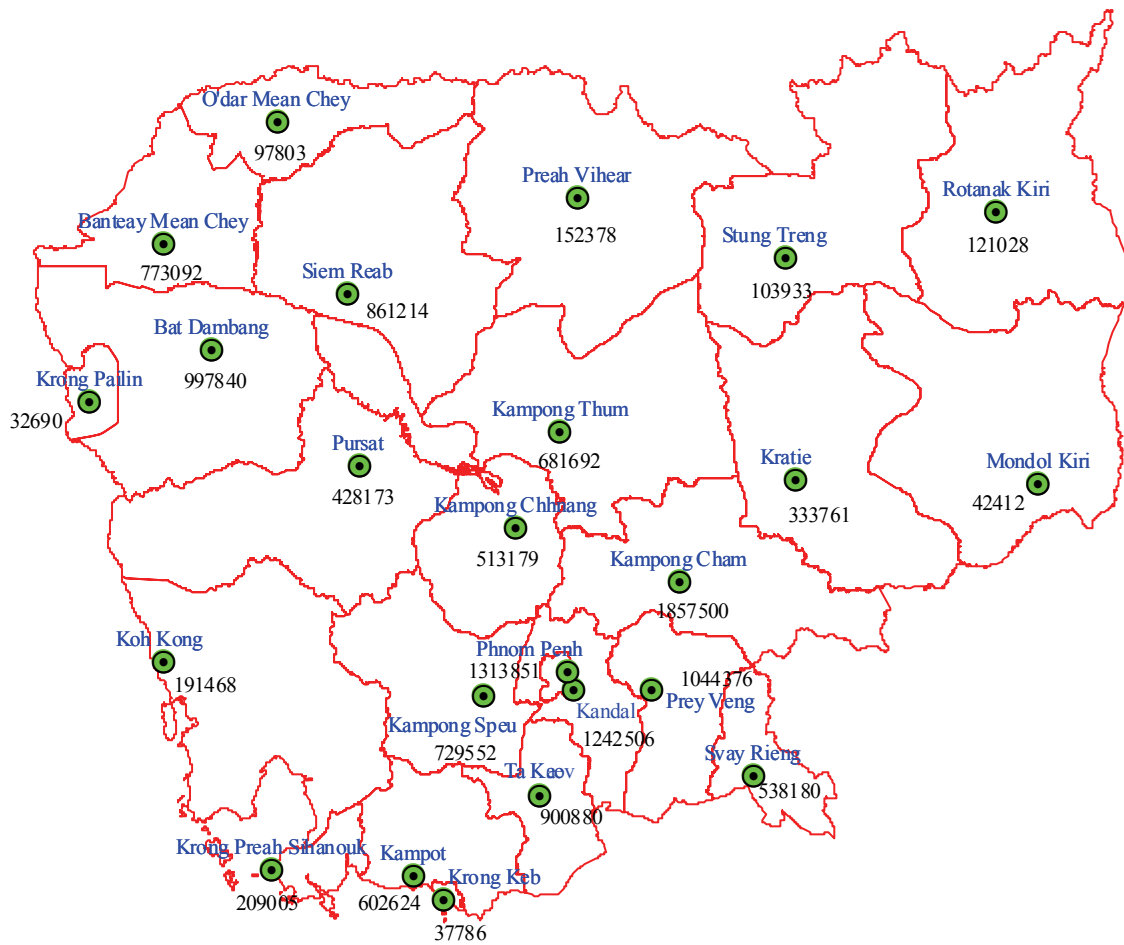 O'dar Mean Chey
97803
Preah Vihear
152378
Rotanak Kiri
121028
Banteay Mean Chey
773092
Stung Treng
103933
Siem Reab
861214
Bat Dambang
997840
Krong Pailin
32690
Kampong Thum
681692
Pursat
428173
Kratie
333761
Mondol Kiri
42412
Kampong Chhnang
513179
Kampong Cham
1857500
Koh Kong
191468
Phnom Penh
1313851
1044376
Prey Veng
Kandal
1242506
Kampong Speu
729552
Svay Rieng
538180
Ta Kaev
900880
Krong Preah Sihanouk
209005
Kampot
602624
Krong Keb
37786